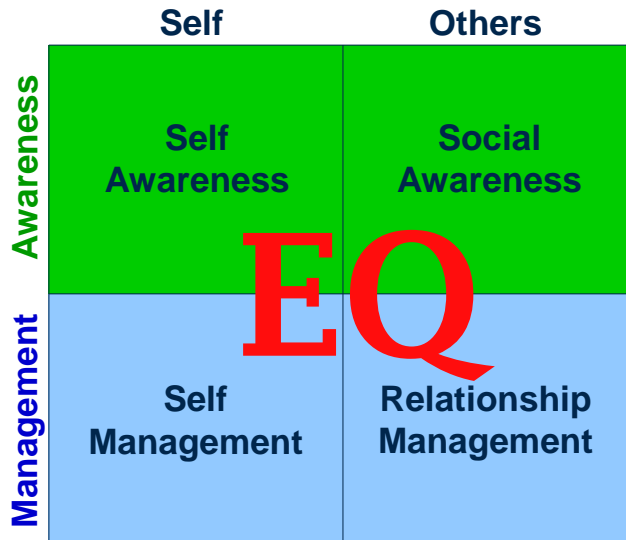 Self
Others
Awareness
Self
Awareness
Social
Awareness
EQ
Management
Self
Management
Relationship
Management